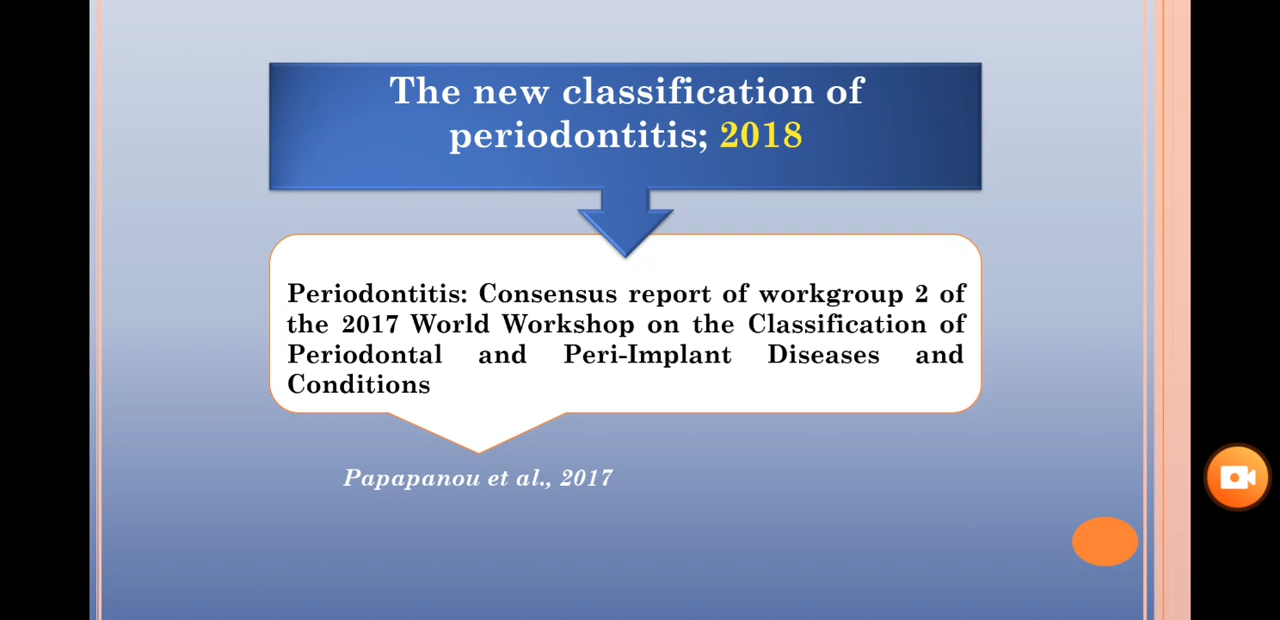 The new classification of
periodontitis; 2018
Periodontitis: Consensus report of workgroup 2 of
the 2017 World Workshop on the Classification of
Periodontal and Peri-Implant Diseases and
Conditions
Papapanou et al., 2017